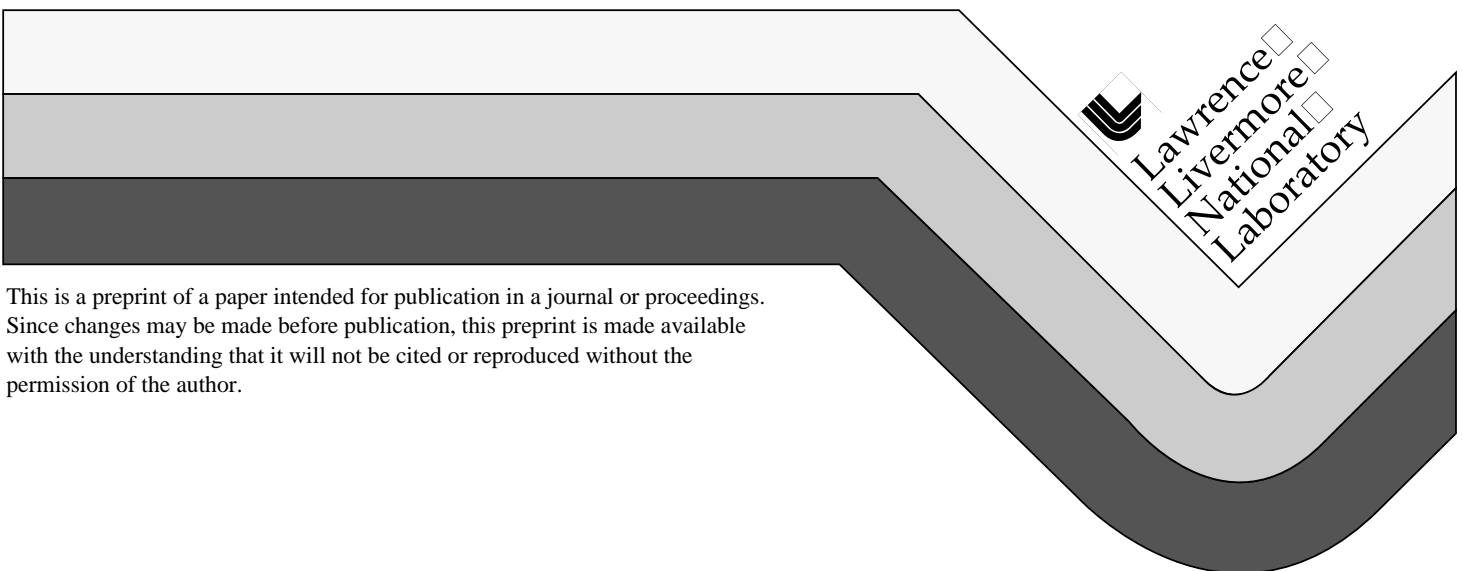 Lawrence
Livermore
National
Laboratory
This is a preprint of a paper intended for publication in a journal or proceedings.
Since changes may be made before publication, this preprint is made available
with the understanding that it will not be cited or reproduced without the
permission of the author.